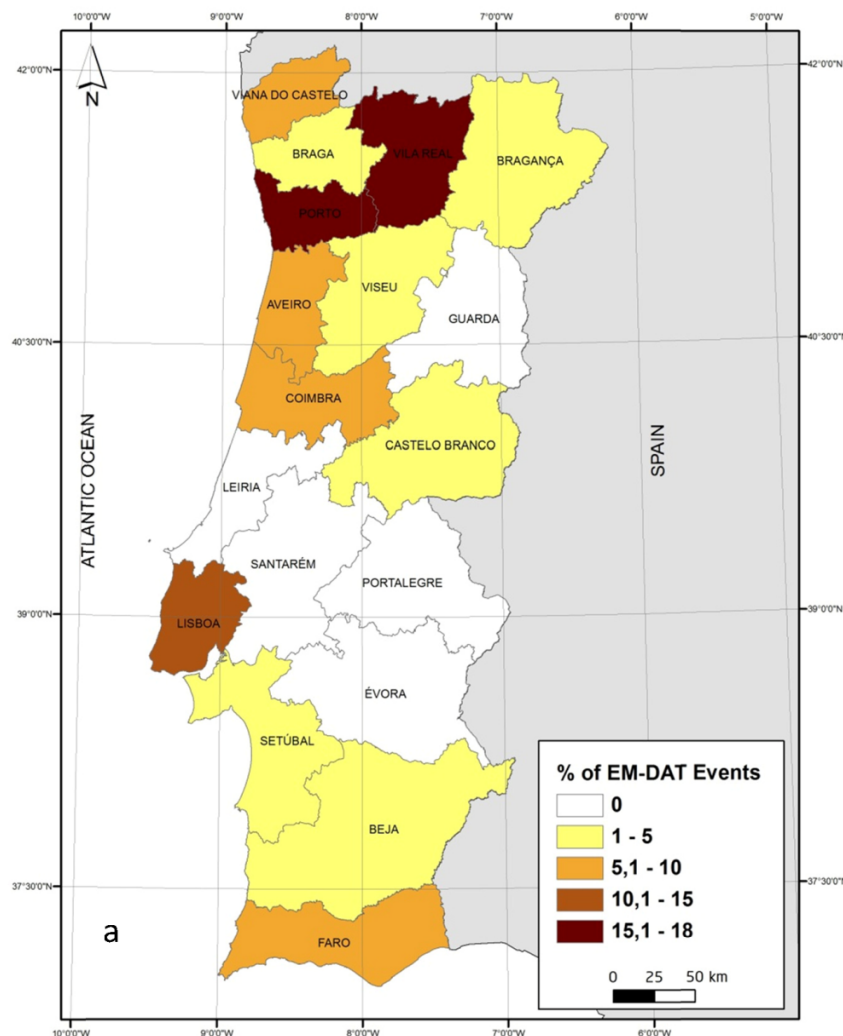 10°0'0"W 9°0'0"W 8°0'0"W 7°0'0"W 6°0'0"W 5°0'0"W
42°0'0"N 42°0'0"N
N
VIANA DO CASTELO
BRAGA
VILA REAL
BRAGANÇA
PORTO
VISEU
AVEIRO
GUARDA
40°30'0"N 40°30'0"N
COIMBRA
CASTELO BRANCO
ATLANTIC OCEAN
SPAIN
LEIRIA
SANTARÉM
PORTALEGRE
39°0'0"N 39°0'0"N
LISBOA
ÉVORA
SETÚBAL
BEJA
% of EM-DAT Events
0
1 - 5
5,1 - 10
10,1 - 15
15,1 - 18
0 25 50 km
37°30'0"N 37°30'0"N
a
FARO
10°0'0"W 9°0'0"W 8°0'0"W 7°0'0"W 6°0'0"W